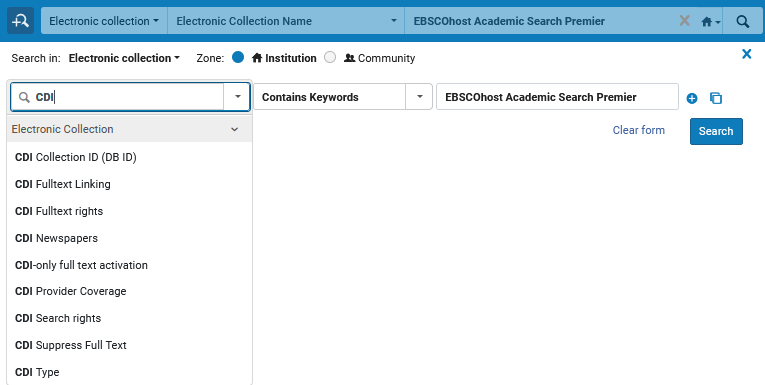 Electronic collection Electronic Collection Name EBSCOhost Academic Search Premier
Search in: Electronic collection Zone: Institution Community
CDI Contains Keywords EBSCOhost Academic Search Premier
Electronic Collection
Clear form Search
CDI Collection ID (DB ID)
CDI Fulltext Linking
CDI Fulltext rights
CDI Newspapers
CDI-only full text activation
CDI Provider Coverage
CDI Search rights
CDI Suppress Full Text
CDI Type